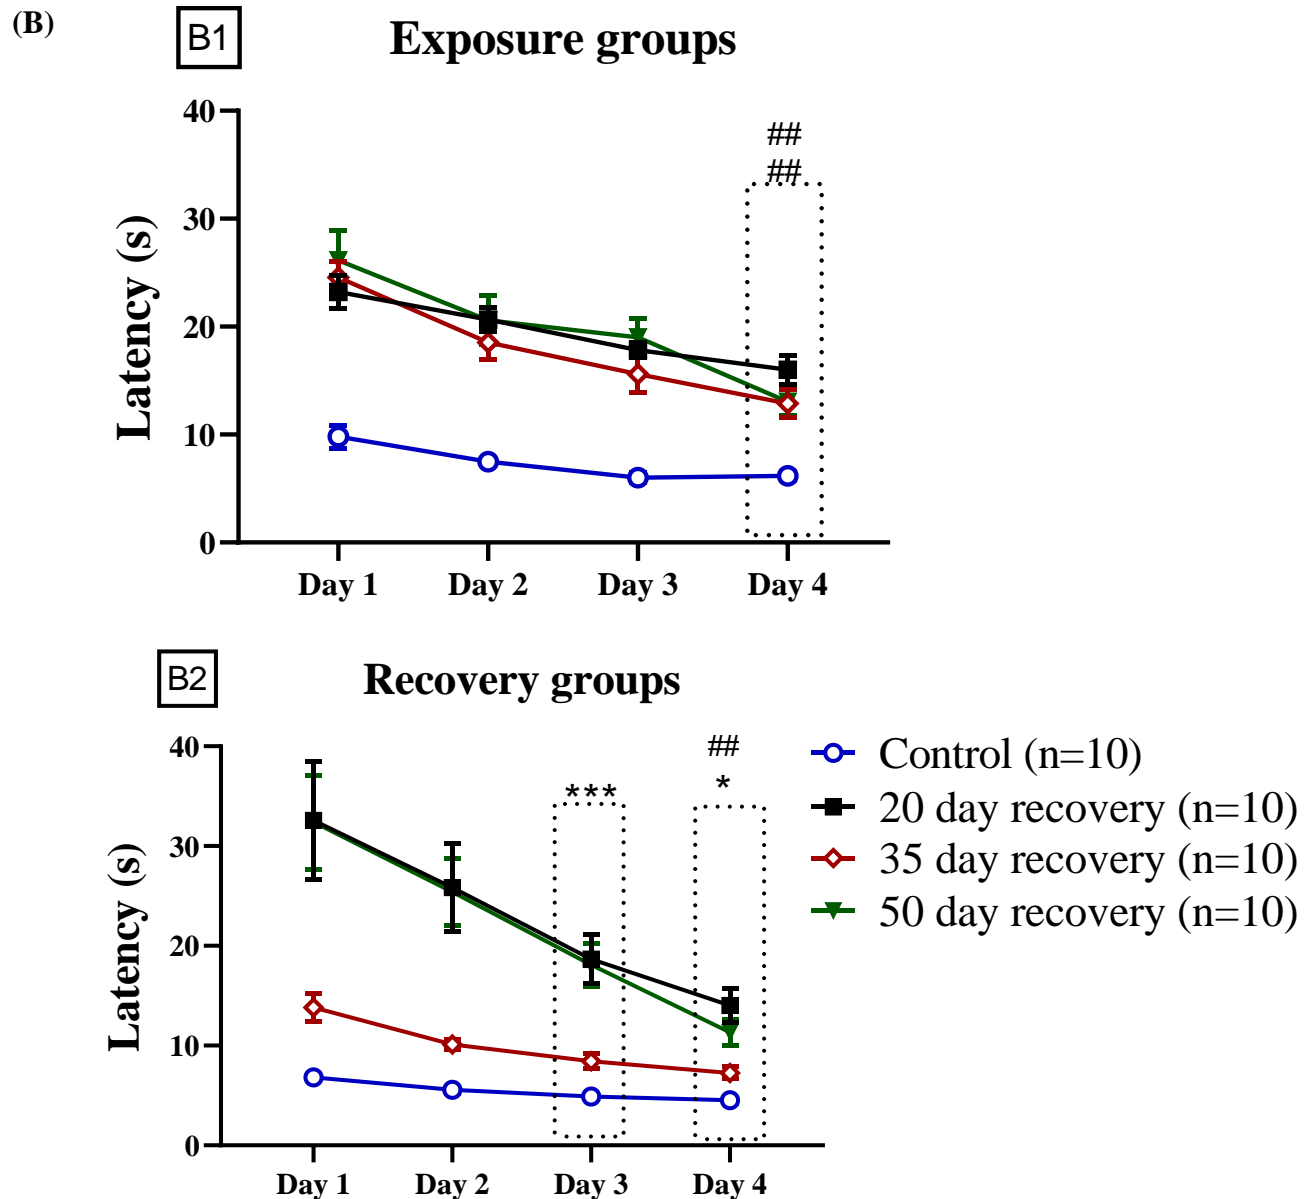 (B)
B1
Exposure groups
##
##
40
30
20
10
0
Latency (s)
Day 1 Day 2 Day 3 Day 4
B2
Recovery groups
##
***
*
40
30
20
10
0
Latency (s)
Day 1 Day 2 Day 3 Day 4
Control (n=10)
20 day recovery (n=10)
35 day recovery (n=10)
50 day recovery (n=10)